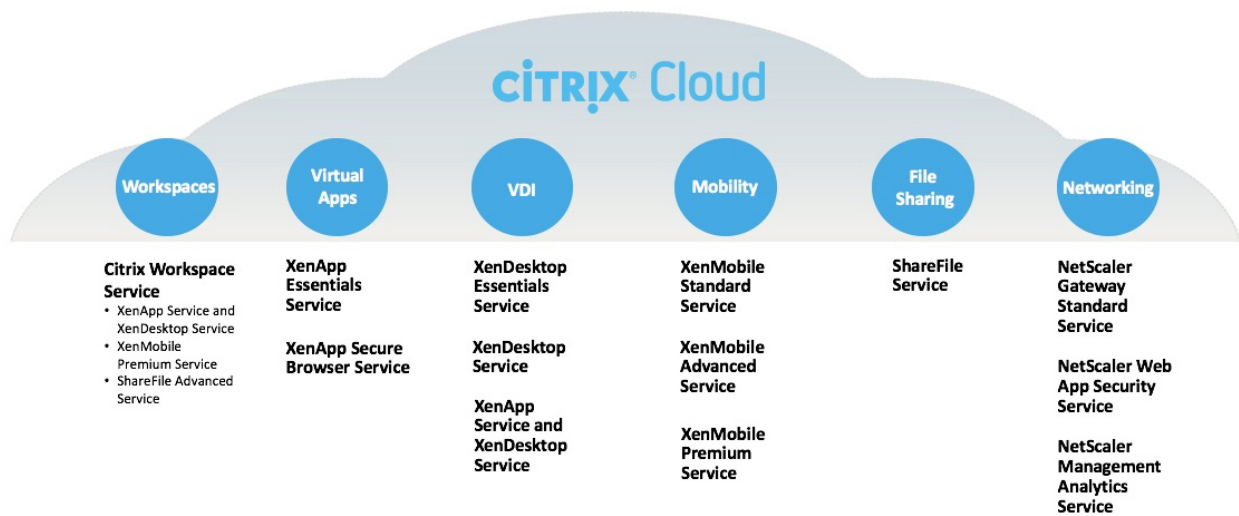 CİTRIX® Cloud
Workspaces
Virtual
Apps
VDI
Mobility
File
Sharing
Networking
Citrix Workspace
Service
• XenApp Service and
XenDesktop Service
• XenMobile
Premium Service
• ShareFile Advanced
Service
XenApp
Essentials
Service
XenApp Secure
Browser Service
XenDesktop
Essentials
Service
XenDesktop
Service
XenApp
Service and
XenDesktop
Service
XenMobile
Standard
Service
XenMobile
Advanced
Service
XenMobile
Premium
Service
ShareFile
Service
NetScaler
Gateway
Standard
Service
NetScaler Web
App Security
Service
NetScaler
Management
Analytics
Service